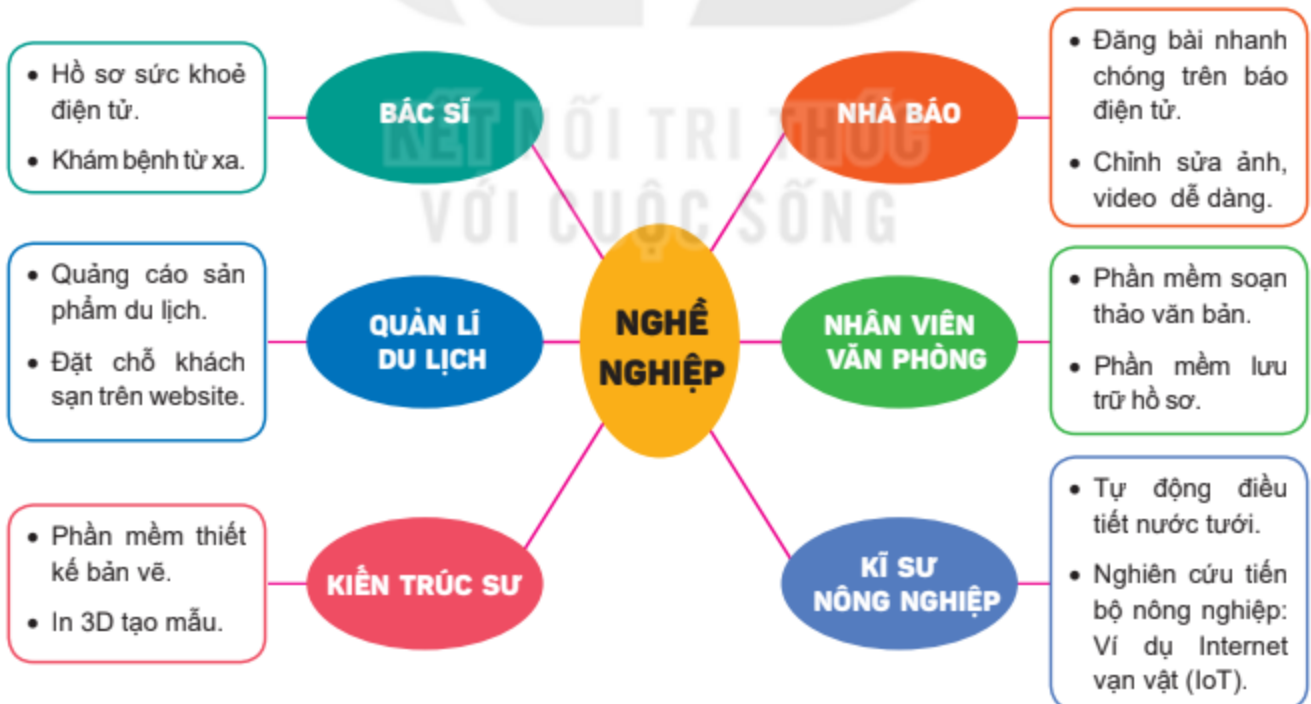 • Hồ sơ sức khoẻ
điện tử.
• Khám bệnh từ xa.
BÁC SĨ
• Quảng cáo sản
phẩm du lịch.
• Đặt chỗ khách
sạn trên website.
QUẢN LÍ
DU LỊCH
• Phần mềm thiết
kế bản vẽ.
• In 3D tạo mẫu.
KIẾN TRÚC SƯ
NGHỀ
NGHIỆP
NHÀ BÁO
• Đăng bài nhanh
chóng trên báo
điện tử.
• Chỉnh sửa ảnh,
video dễ dàng.
NHÂN VIÊN
VĂN PHÒNG
• Phần mềm soạn
thảo văn bản.
• Phần mềm lưu
trữ hồ sơ.
KĨ SƯ
NÔNG NGHIỆP
• Tự động điều
tiết nước tưới.
• Nghiên cứu tiến
bộ nông nghiệp:
Ví dụ Internet
vạn vật (IoT).
KẾT NỐI TRI THỨC
VỚI CUỘC SỐNG